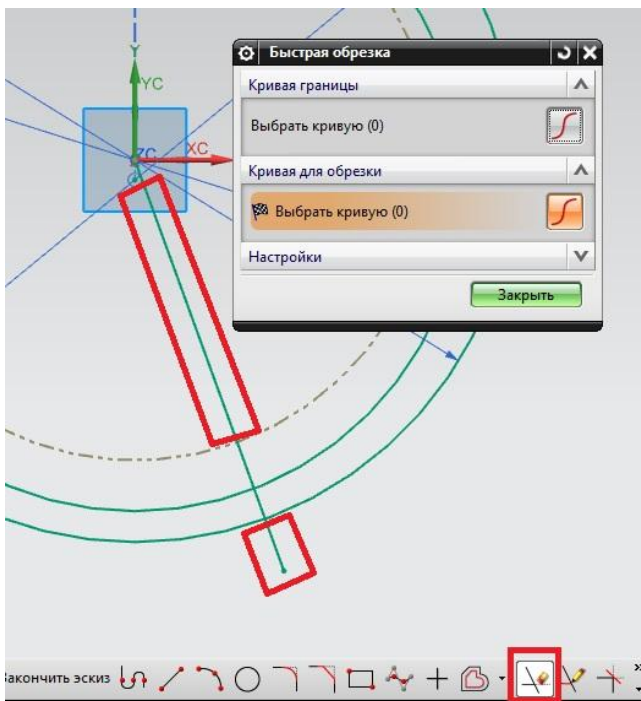 Быстрая обрезка
Кривая границы
Выбрать кривую (0)
Кривая для обрезки
Выбрать кривую (0)
Настройки
Закрыть
Y
YC
ZC
XC
Закончить эскиз